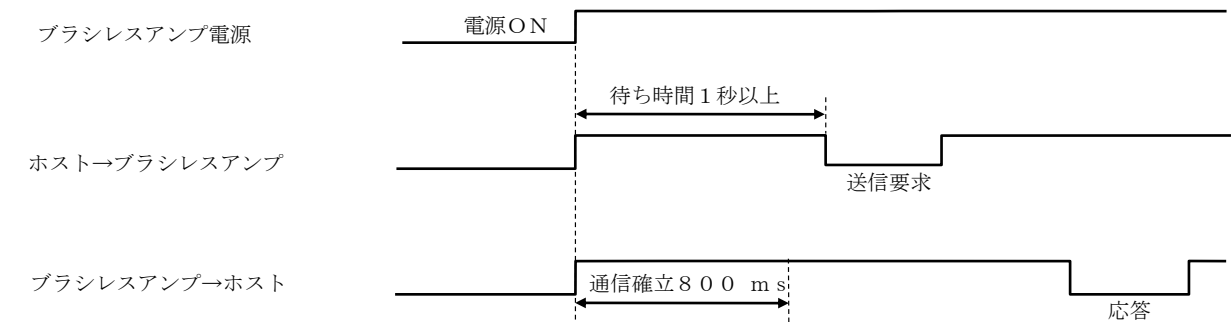 ブラシレスアンプ電源
電源ON
待ち時間1秒以上
ホスト→ブラシレスアンプ
送信要求
ブラシレスアンプ→ホスト
通信確立800 ms
応答